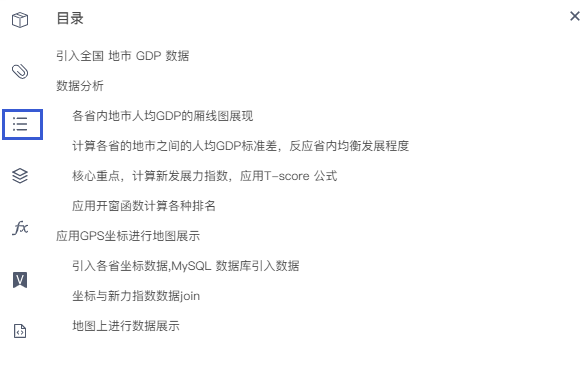 目录
引入全国 地市 GDP 数据
数据分析
各省内地市人均GDP的厢线图展现
计算各省的地市之间的人均GDP标准差，反应省内均衡发展程度
核心重点，计算新发展力指数，应用T-score 公式
应用开窗函数计算各种排名
应用GPS坐标进行地图展示
引入各省坐标数据,MySQL 数据库引入数据
坐标与新力指数数据join
地图上进行数据展示
fx
V